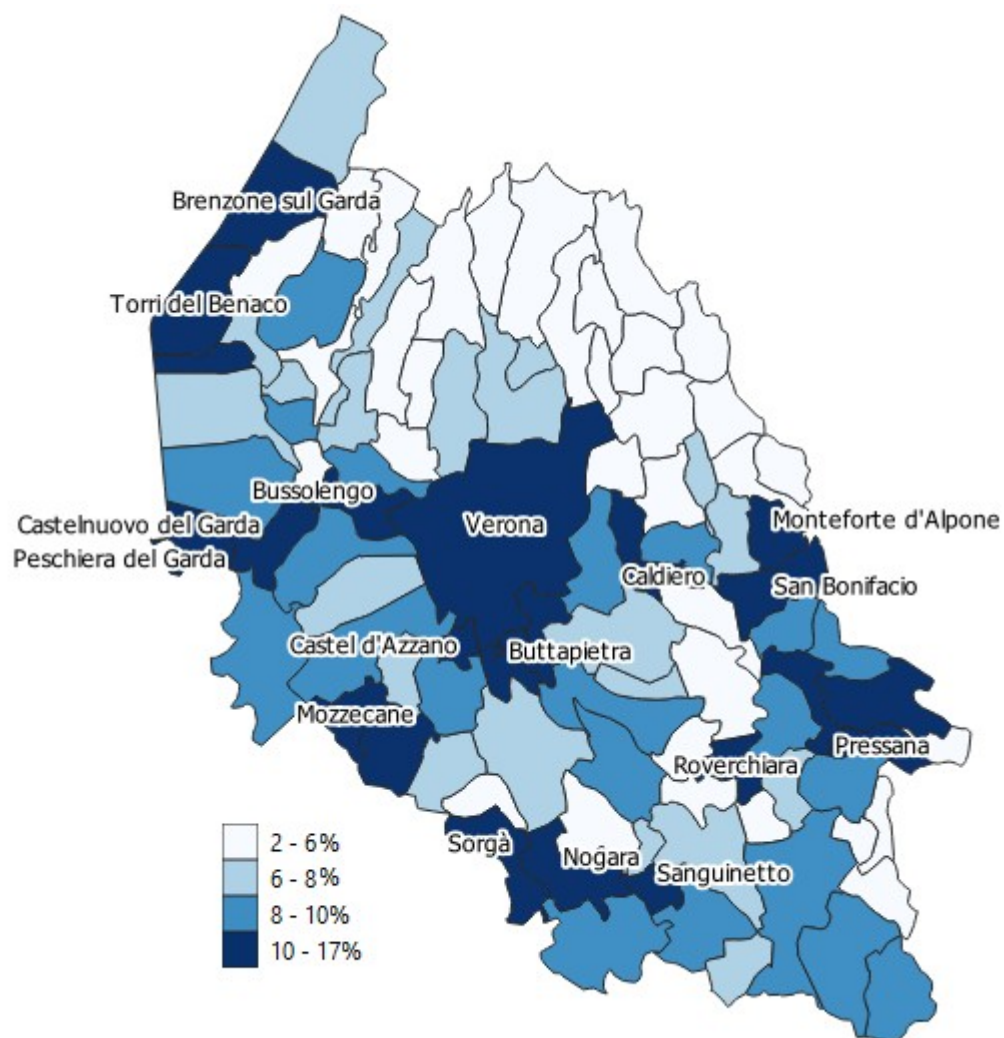 Brenzone sul Garda
Torri del Benaco
Bussolengo
Castelnuovo del Garda
Verona
Monteforte d'Alpone
Peschiera del Garda
Caldiero
San Bonifacio
Castel d'Azzano
Buttapietra
Mozzecane
Pressana
Roverchiara
Sorgà
Nogara
Sanguinetto
2 - 6%
6 - 8%
8 - 10%
10 - 17%